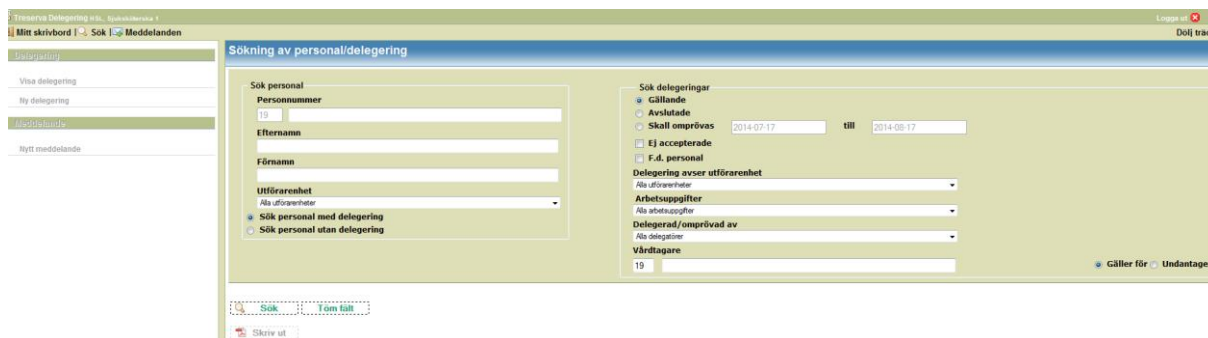 Treserva Delegering HSL, Sjuksköterska 1
Logga ut
Mitt skrivbord | Sök | Meddelanden
Dölj träd
Delegering
Visa delegering
Ny delegering
Meddelande
Nytt meddelande
Sökning av personal/delegering
Sök personal
Personnummer
19
Efternamn
Förnamn
Utförarenhet
Alla utförarenheter
Sök personal med delegering
Sök personal utan delegering
Sök delegeringar
Gällande
Avslutade
Skall omprövas 2014-07-17 till 2014-08-17
Ej accepterade
F.d. personal
Delegering avser utförarenhet
Alla utförarenheter
Arbetsuppgifter
Alla arbetsuppgifter
Delegerad/omprövad av
Alla delegatörer
Vårdtagare
19
Gäller för Undantage
Sök Töm fält
Skriv ut